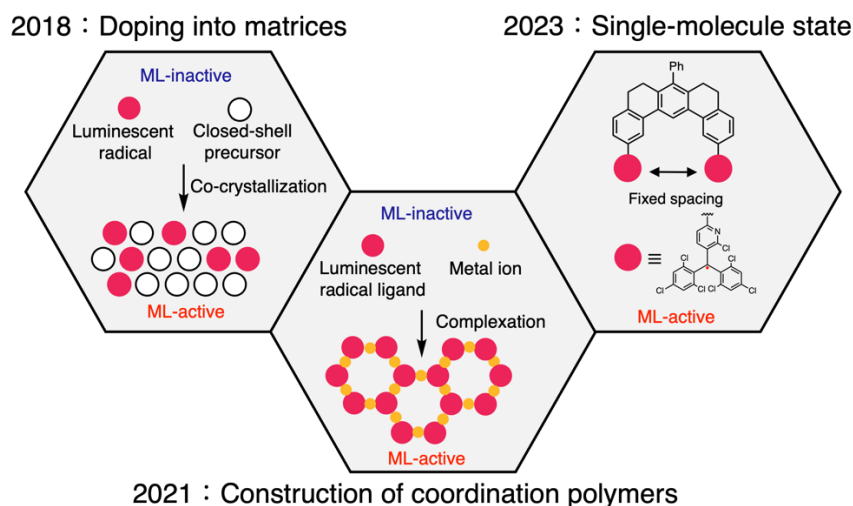 2018：Doping into matrices
ML-inactive
Luminescent
radical
Closed-shell
precursor
Co-crystallization
ML-active
2023：Single-molecule state
Ph
Fixed spacing
≡
N
Cl
Cl
Cl
Cl
Cl
Cl
Cl
ML-active
ML-inactive
Luminescent
radical ligand
Metal ion
Complexation
ML-active
2021：Construction of coordination polymers